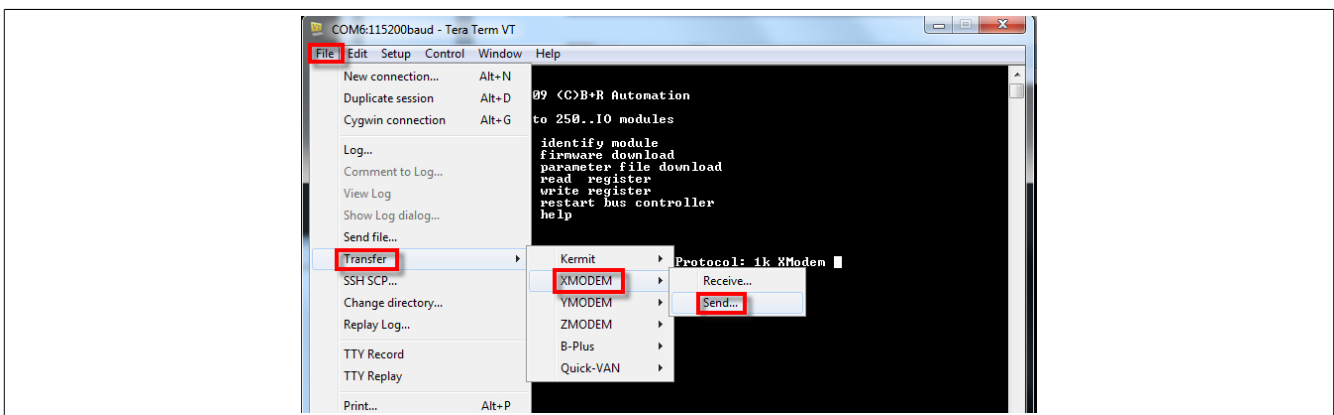 COM6:115200baud - Tera Term VT
File Edit Setup Control Window Help
New connection... Alt+N
Duplicate session Alt+D
Cygwin connection Alt+G
Log...
Comment to Log...
View Log
Show Log dialog...
Send file...
Transfer
SSH SCP...
Change directory...
Replay Log...
TTY Record
TTY Replay
Print... Alt+P
09 (C)B+R Automation
to 250..IO modules
identify module
firmware download
parameter file download
read register
write register
restart bus controller
help
Protocol: 1k XModem
Kermit
XMODEM
YMODEM
ZMODEM
B-Plus
Quick-VAN
Receive...
Send...